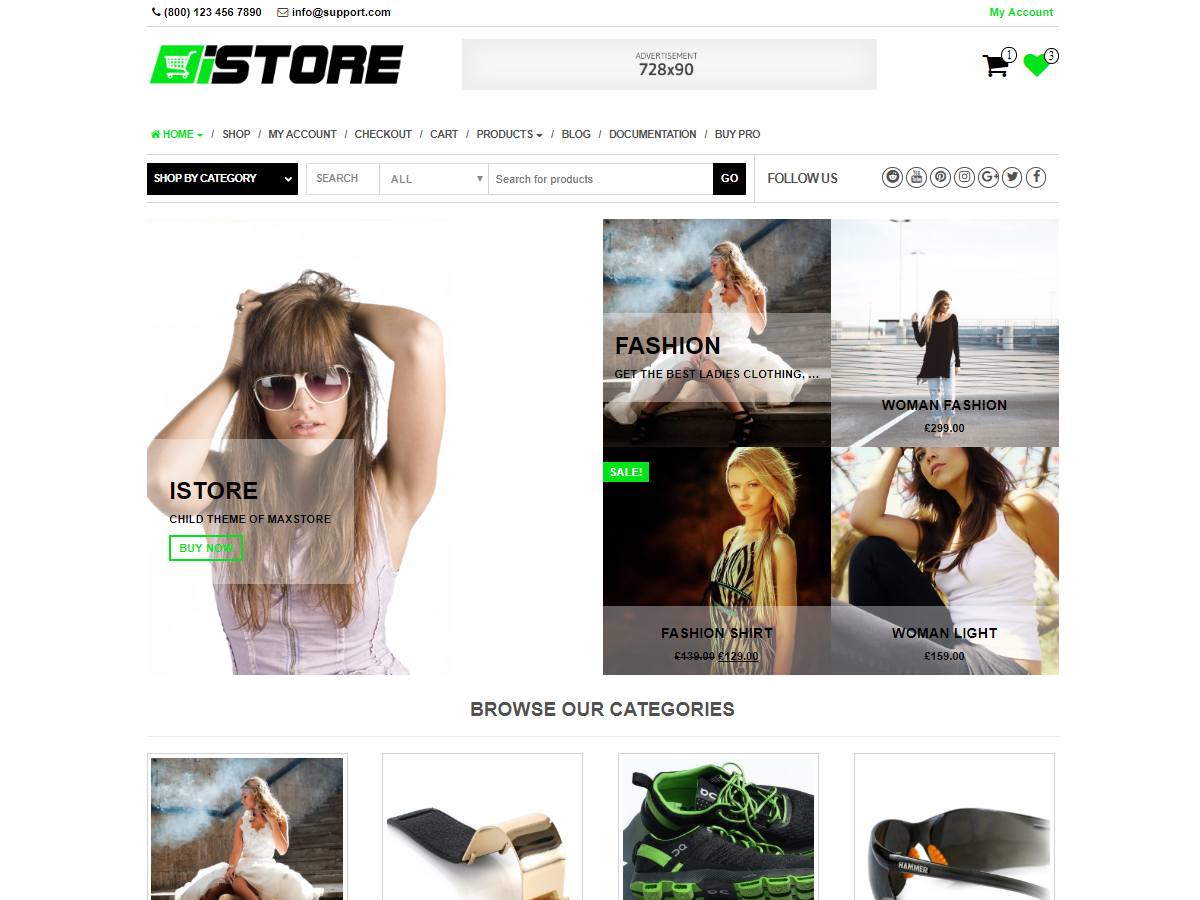 (800) 123 456 7890 info@support.com
My Account
iSTORE
ADVERTISEMENT
728x90
1
3
HOME / SHOP / MY ACCOUNT / CHECKOUT / CART / PRODUCTS / BLOG / DOCUMENTATION / BUY PRO
SHOP BY CATEGORY
SEARCH
ALL
Search for products
GO
FOLLOW US
ISTORE
CHILD THEME OF MAXSTORE
BUY NOW
FASHION
GET THE BEST LADIES CLOTHING, ...
WOMAN FASHION
£299.00
SALE!
FASHION SHIRT
£139.00 £129.00
WOMAN LIGHT
£159.00
BROWSE OUR CATEGORIES
HAMMER